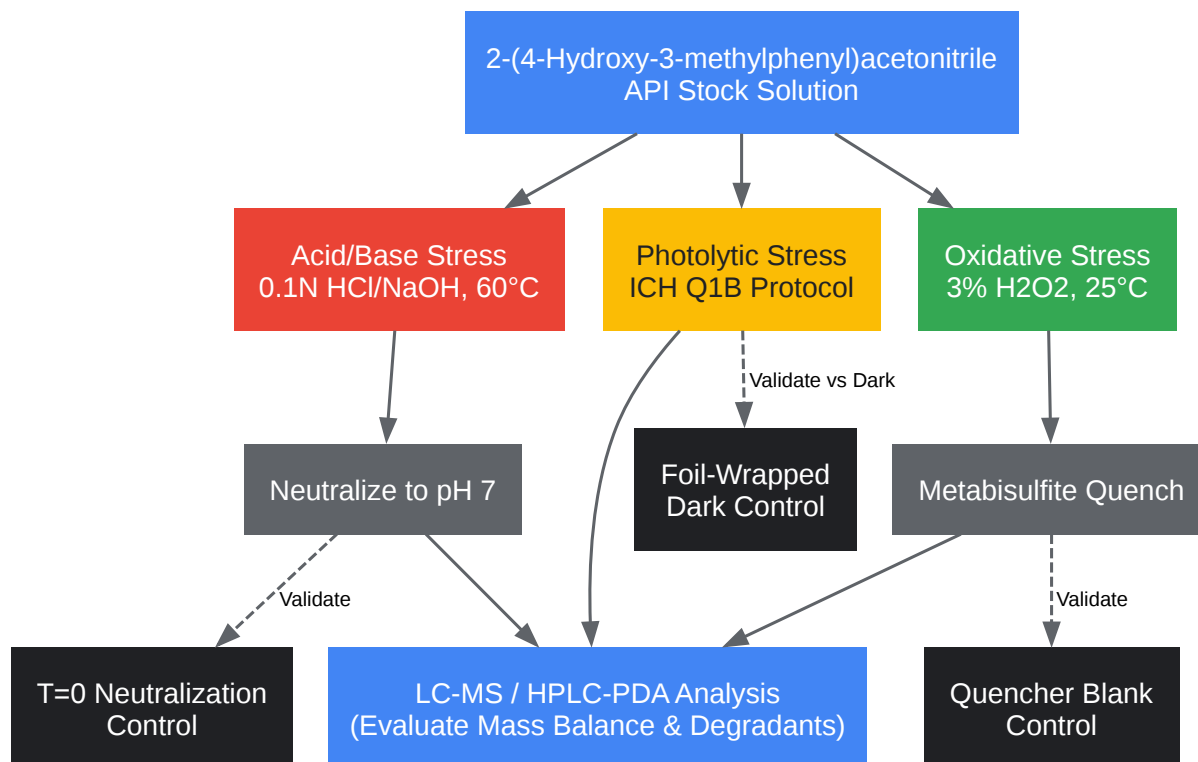 2-(4-Hydroxy-3-methylphenyl)acetonitrile
API Stock Solution
Acid/Base Stress
0.1N HCl/NaOH, 60°C
Photolytic Stress
ICH Q1B Protocol
Oxidative Stress
3% H2O2, 25°C
Validate vs Dark
Neutralize to pH 7
Foil-Wrapped
Dark Control
Metabisulfite Quench
Validate
Validate
T=0 Neutralization
Control
LC-MS / HPLC-PDA Analysis
(Evaluate Mass Balance & Degradants)
Quencher Blank
Control